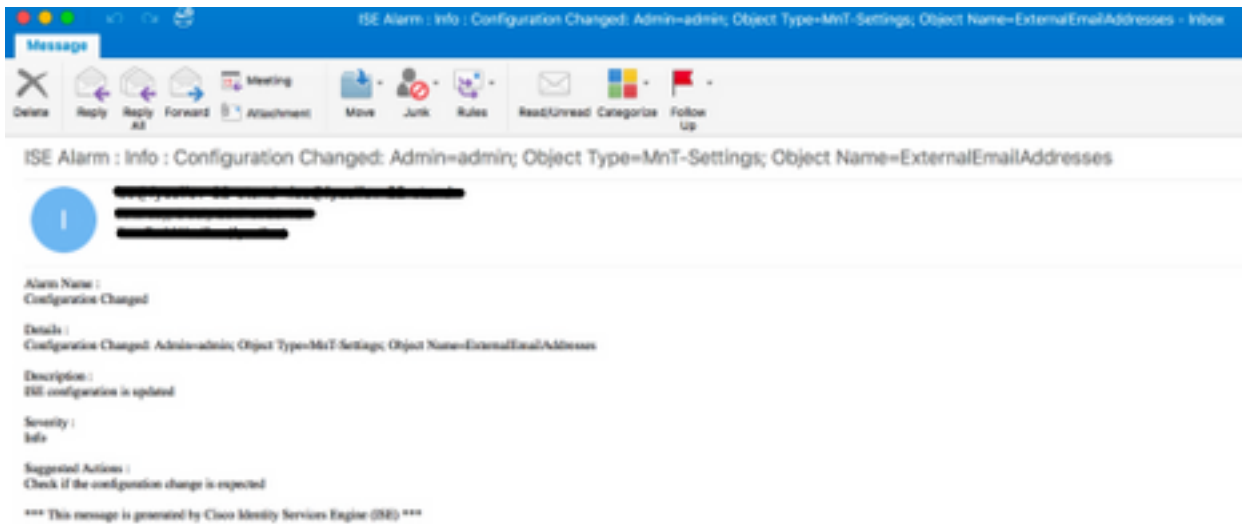 ISE Alarm : Info : Configuration Changed: Admin=admin; Object Type=MnT-Settings; Object Name=ExternalEmailAddresses - Inbox
Message
Delete
Reply
Reply All
Forward
Meeting
Attachment
Move
Junk
Rules
Read/Unread
Categorize
Follow Up
ISE Alarm : Info : Configuration Changed: Admin=admin; Object Type=MnT-Settings; Object Name=ExternalEmailAddresses
I
Alarm Name :
Configuration Changed
Details :
Configuration Changed: Admin=admin; Object Type=MnT-Settings; Object Name=ExternalEmailAddresses
Description :
ISE configuration is updated
Severity :
Info
Suggested Actions :
Check if the configuration change is expected
*** This message is generated by Cisco Identity Services Engine (ISE) ***